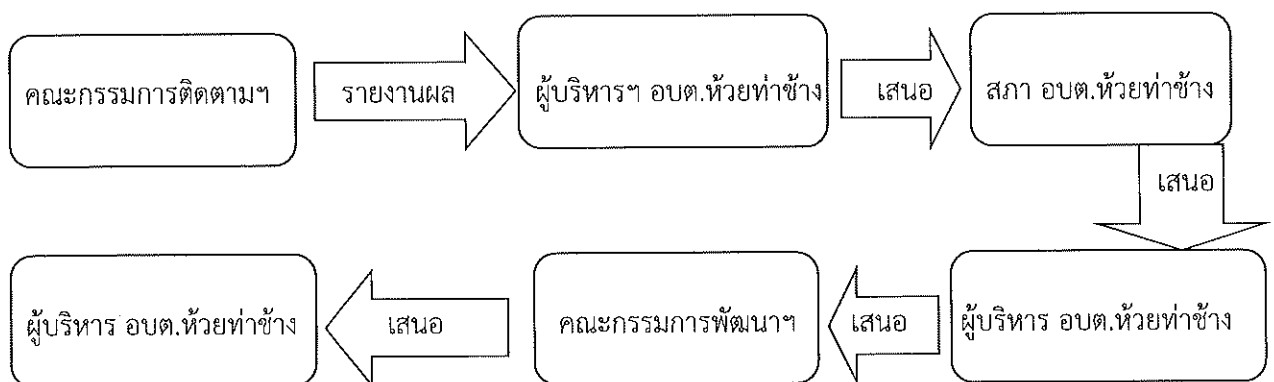 คณะกรรมการติดตามฯ
รายงานผล
ผู้บริหารฯ อบต.ห้วยท่าช้าง
เสนอ
สภา อบต.ห้วยท่าช้าง
เสนอ
ผู้บริหาร อบต.ห้วยท่าช้าง
เสนอ
คณะกรรมการพัฒนาฯ
เสนอ
ผู้บริหาร อบต.ห้วยท่าช้าง